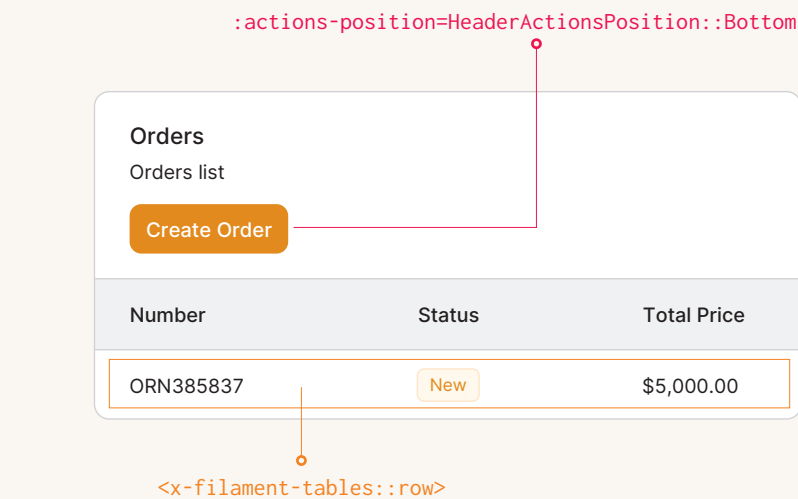 :actions-position=HeaderActionsPosition::Bottom
Orders
Orders list
Create Order
Number Status Total Price
ORN385837 New $5,000.00
<x-filament-tables::row>